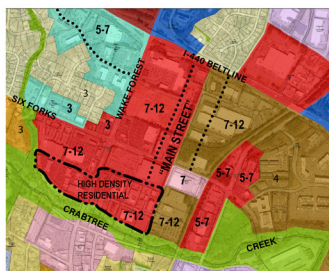 5-7
I-440 BELTLINE
WAKE FOREST
7-12
7-12
SIX FORKS
3
3
3
"MAIN STREET"
7-12
7
5-7
5-7
4
HIGH DENSITY
RESIDENTIAL
7-12
7-12
5-7
CRABTREE
CREEK